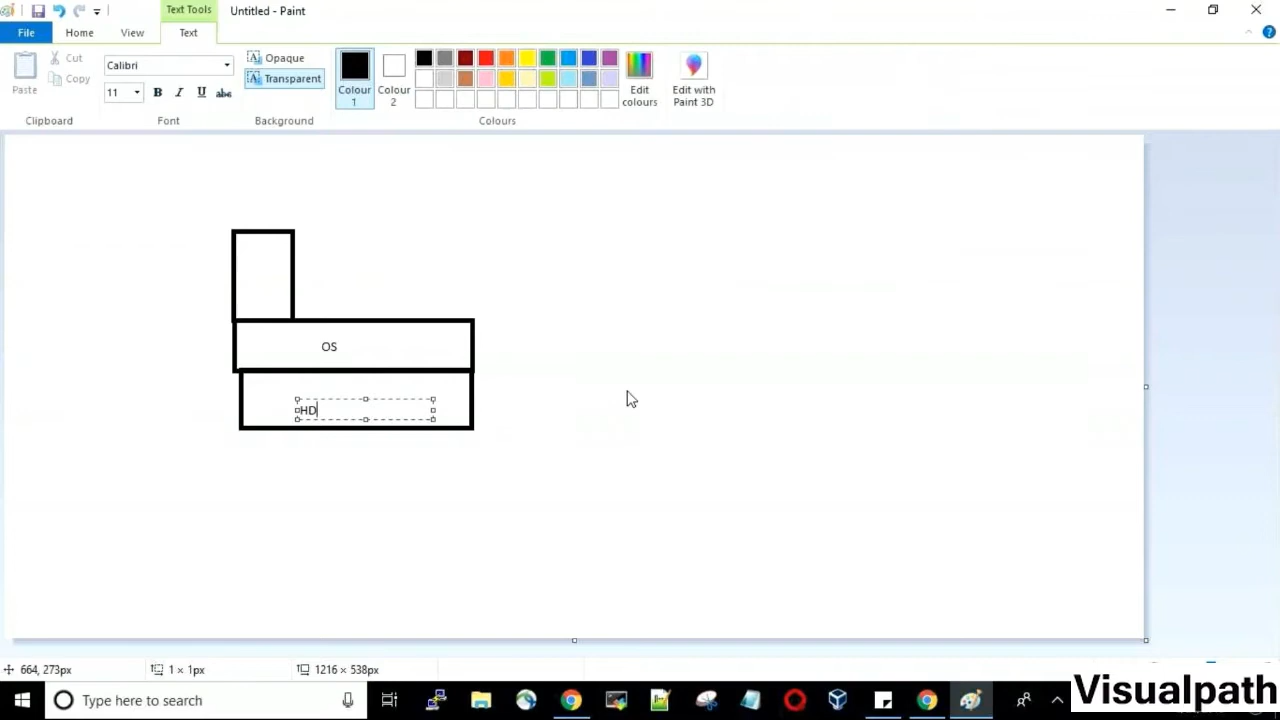 Text Tools
Untitled - Paint
File
Home
View
Text
Paste
Cut
Copy
Calibri
11
B
I
U
abc
Opaque
Transparent
Colour 1
Colour 2
Edit colours
Edit with Paint 3D
Clipboard
Font
Background
Colours
OS
HD
664, 273px
1 × 1px
1216 × 538px
Type here to search
Visualpath